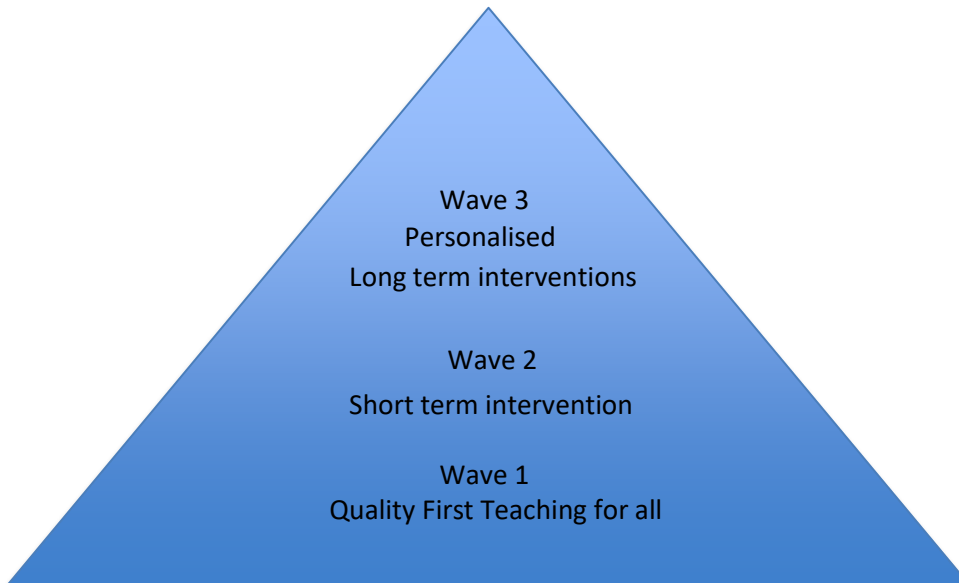 Wave 3
Personalised
Long term interventions
Wave 2
Short term intervention
Wave 1
Quality First Teaching for all